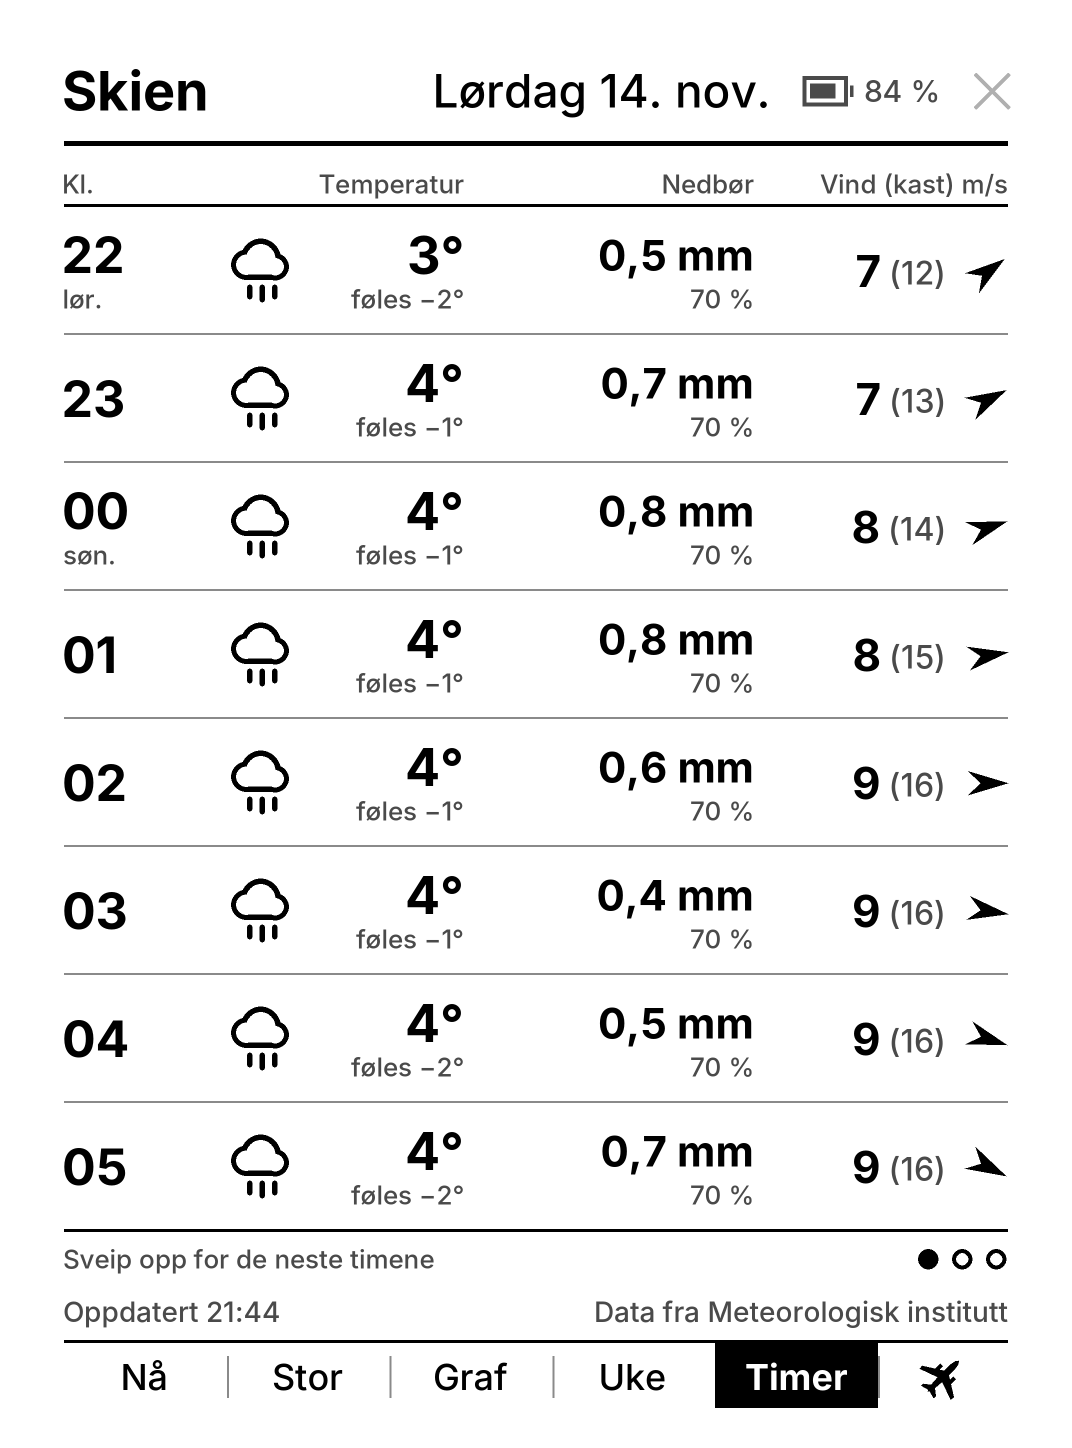 Skien Lørdag 14. nov. 84 %
Kl. Temperatur Nedbør Vind (kast) m/s
22 3° 0,5 mm 7 (12)
lør. føles −2° 70 %
23 4° 0,7 mm 7 (13)
føles −1° 70 %
00 4° 0,8 mm 8 (14)
søn. føles −1° 70 %
01 4° 0,8 mm 8 (15)
føles −1° 70 %
02 4° 0,6 mm 9 (16)
føles −1° 70 %
03 4° 0,4 mm 9 (16)
føles −1° 70 %
04 4° 0,5 mm 9 (16)
føles −2° 70 %
05 4° 0,7 mm 9 (16)
føles −2° 70 %
Sveip opp for de neste timene
Oppdatert 21:44 Data fra Meteorologisk institutt
Nå Stor Graf Uke Timer